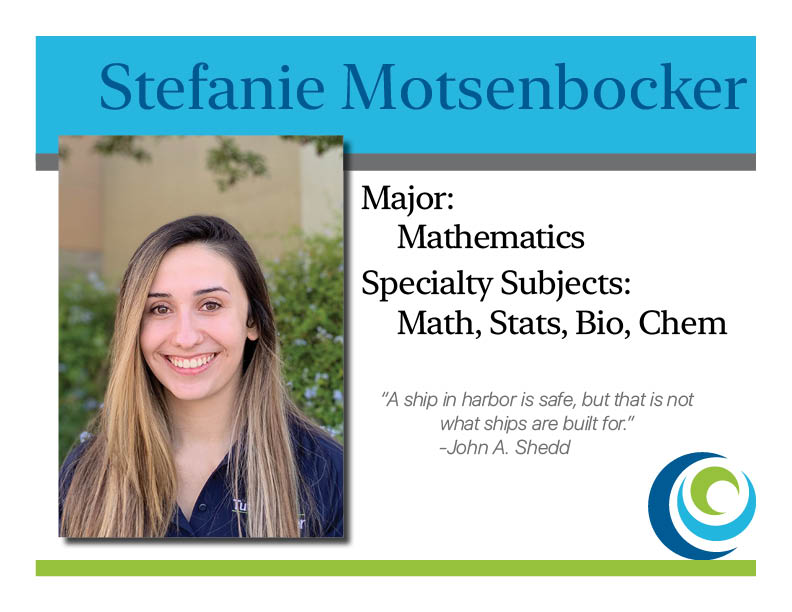 Stefanie Motsenbocker
Major:
Mathematics
Specialty Subjects:
Math, Stats, Bio, Chem
“A ship in harbor is safe, but that is not
what ships are built for.”
-John A. Shedd